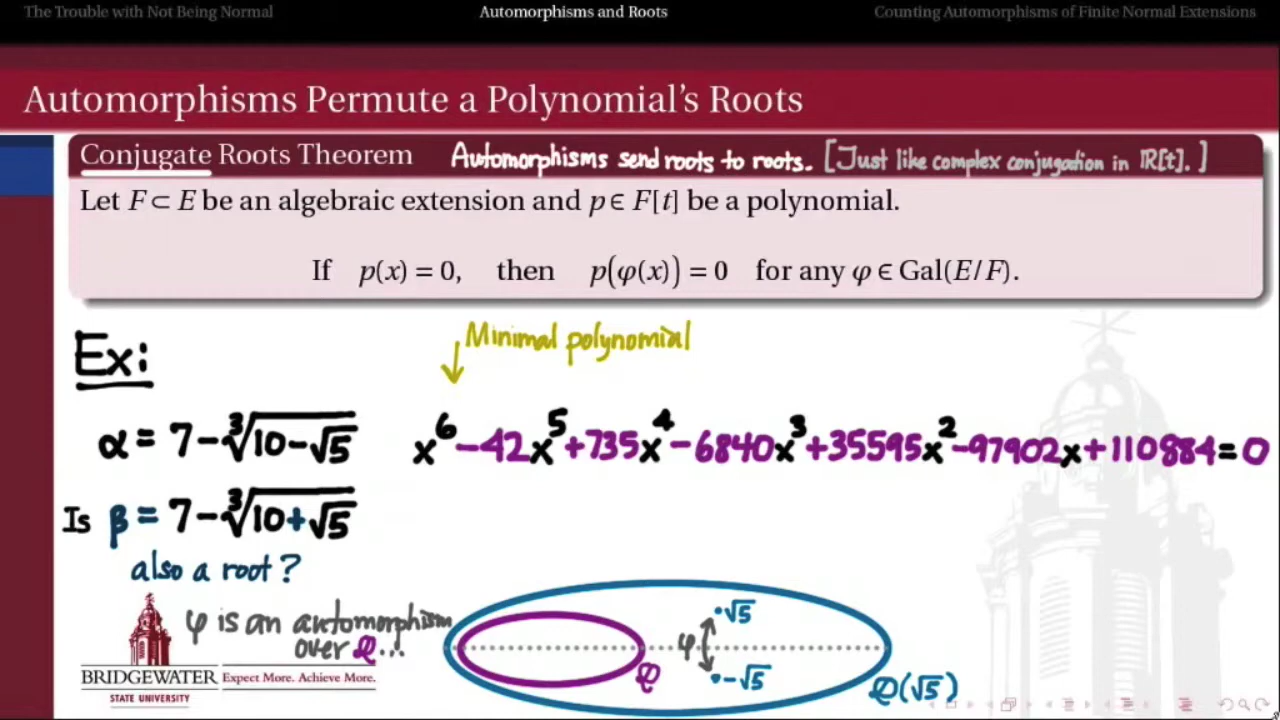 The Trouble with Not Being Normal Automorphisms and Roots Counting Automorphisms of Finite Normal Extensions
Automorphisms Permute a Polynomial's Roots
Conjugate Roots Theorem Automorphisms send roots to roots. [Just like complex conjugation in ℝ[t].]
Let F ⊂ E be an algebraic extension and p ∈ F[t] be a polynomial.
If p(x) = 0, then p(φ(x)) = 0 for any φ ∈ Gal(E/F).
Ex:
Minimal polynomial
α = 7-∛(10-√5) x⁶-42x⁵+735x⁴-6840x³+35595x²-97902x+110884=0
Is β = 7-∛(10+√5)
also a root?
φ is an automorphism
over ℚ...
√5
φ
-√5
ℚ
ℚ(√5)
BRIDGEWATER Expect More. Achieve More.
STATE UNIVERSITY